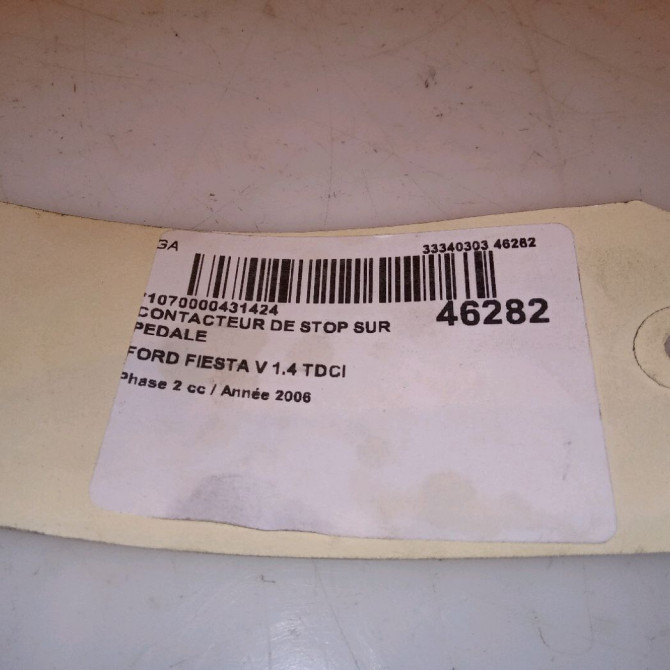 GA
33340303 46282
71070000431424
46282
CONTACTEUR DE STOP SUR
PEDALE
FORD FIESTA V 1.4 TDCI
Phase 2 cc / Année 2006